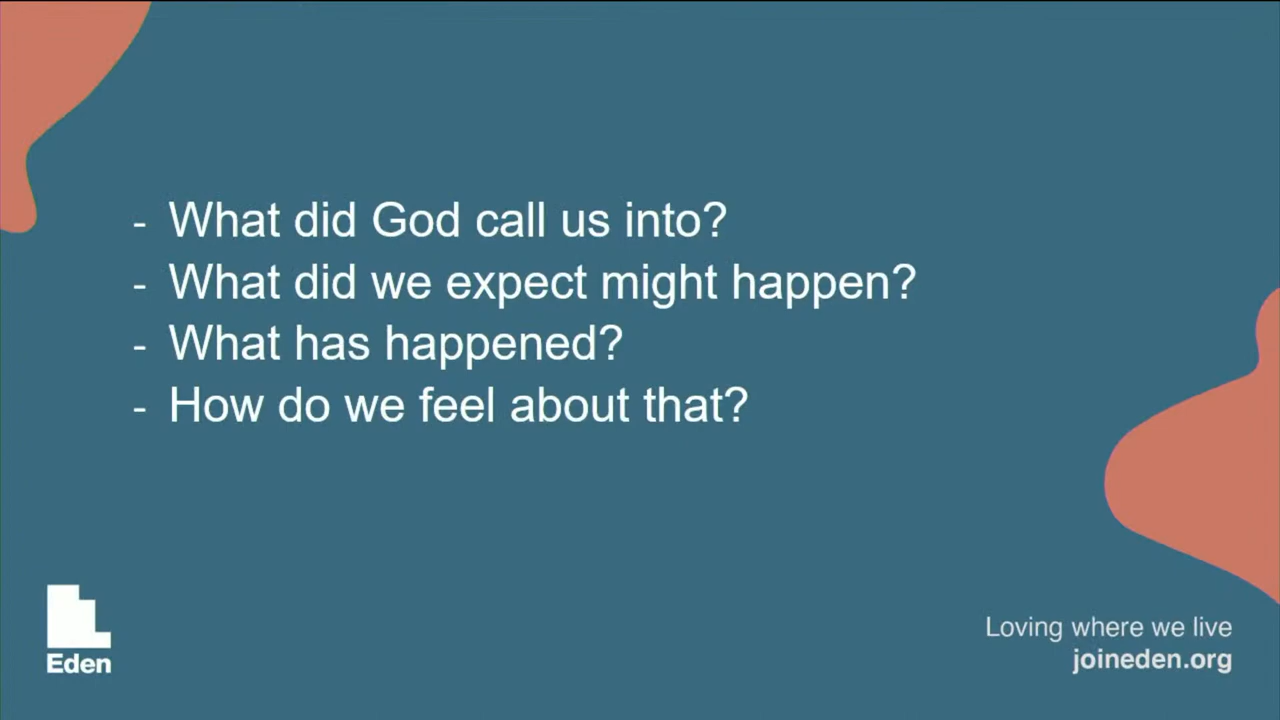 - What did God call us into?
- What did we expect might happen?
- What has happened?
- How do we feel about that?
Eden
Loving where we live
joineden.org